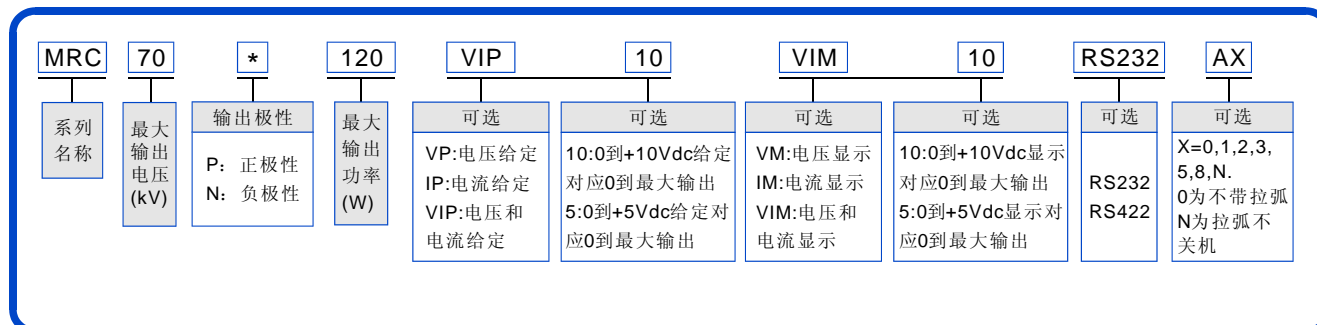 MRC 70 * 120 VIP 10 VIM 10 RS232 AX
系列
名称
最大
输出
电压
(kV)
输出极性
P：正极性
N：负极性
最大
输出
功率
(W)
可选
VP:电压给定
IP:电流给定
VIP:电压和
电流给定
可选
10:0到+10Vdc给定
对应0到最大输出
5:0到+5Vdc给定对
应0到最大输出
可选
VM:电压显示
IM:电流显示
VIM:电压和
电流显示
可选
10:0到+10Vdc显示
对应0到最大输出
5:0到+5Vdc显示对
应0到最大输出
可选
RS232
RS422
可选
X=0,1,2,3,
5,8,N.
0为不带拉弧
N为拉弧不
关机